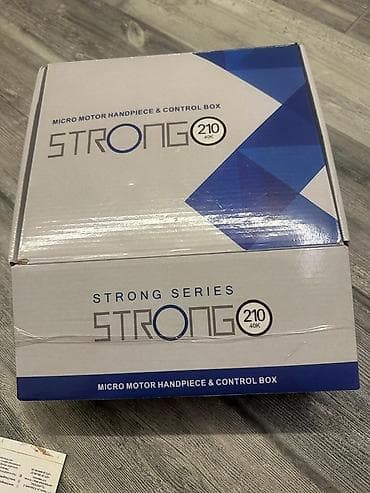 MICRO MOTOR HANDPIECE & CONTROL BOX
STRONG 210
40K
STRONG SERIES
STRONG 210
40K
MICRO MOTOR HANDPIECE & CONTROL BOX